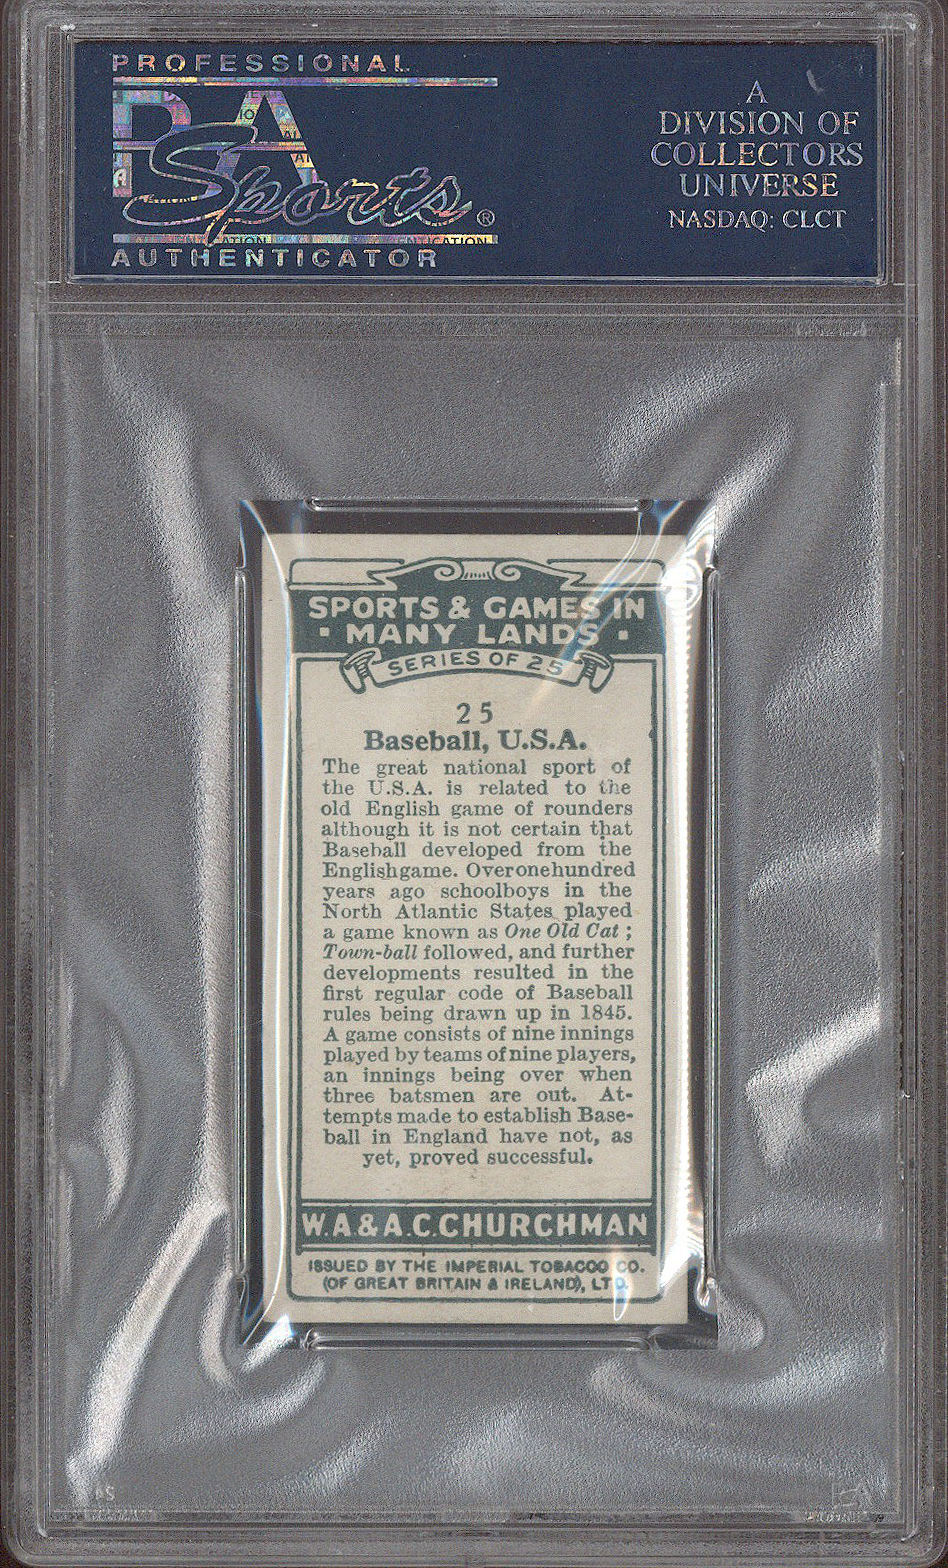 PROFESSIONAL
PSA
Sports®
AUTHENTICATOR
A
DIVISION OF
COLLECTORS
UNIVERSE
NASDAQ: CLCT
SPORTS & GAMES IN
· MANY LANDS ·
SERIES OF 25
25
Baseball, U.S.A.
The great national sport of
the U.S.A. is related to the
old English game of rounders
although it is not certain that
Baseball developed from the
Englishgame. Overonehundred
years ago schoolboys in the
North Atlantic States played
a game known as One Old Cat;
Town-ball followed, and further
developments resulted in the
first regular code of Baseball
rules being drawn up in 1845.
A game consists of nine innings
played by teams of nine players,
an innings being over when
three batsmen are out. At-
tempts made to establish Base-
ball in England have not, as
yet, proved successful.
W.A & A.C. CHURCHMAN
ISSUED BY THE IMPERIAL TOBACCO CO.
(OF GREAT BRITAIN & IRELAND), LTD.